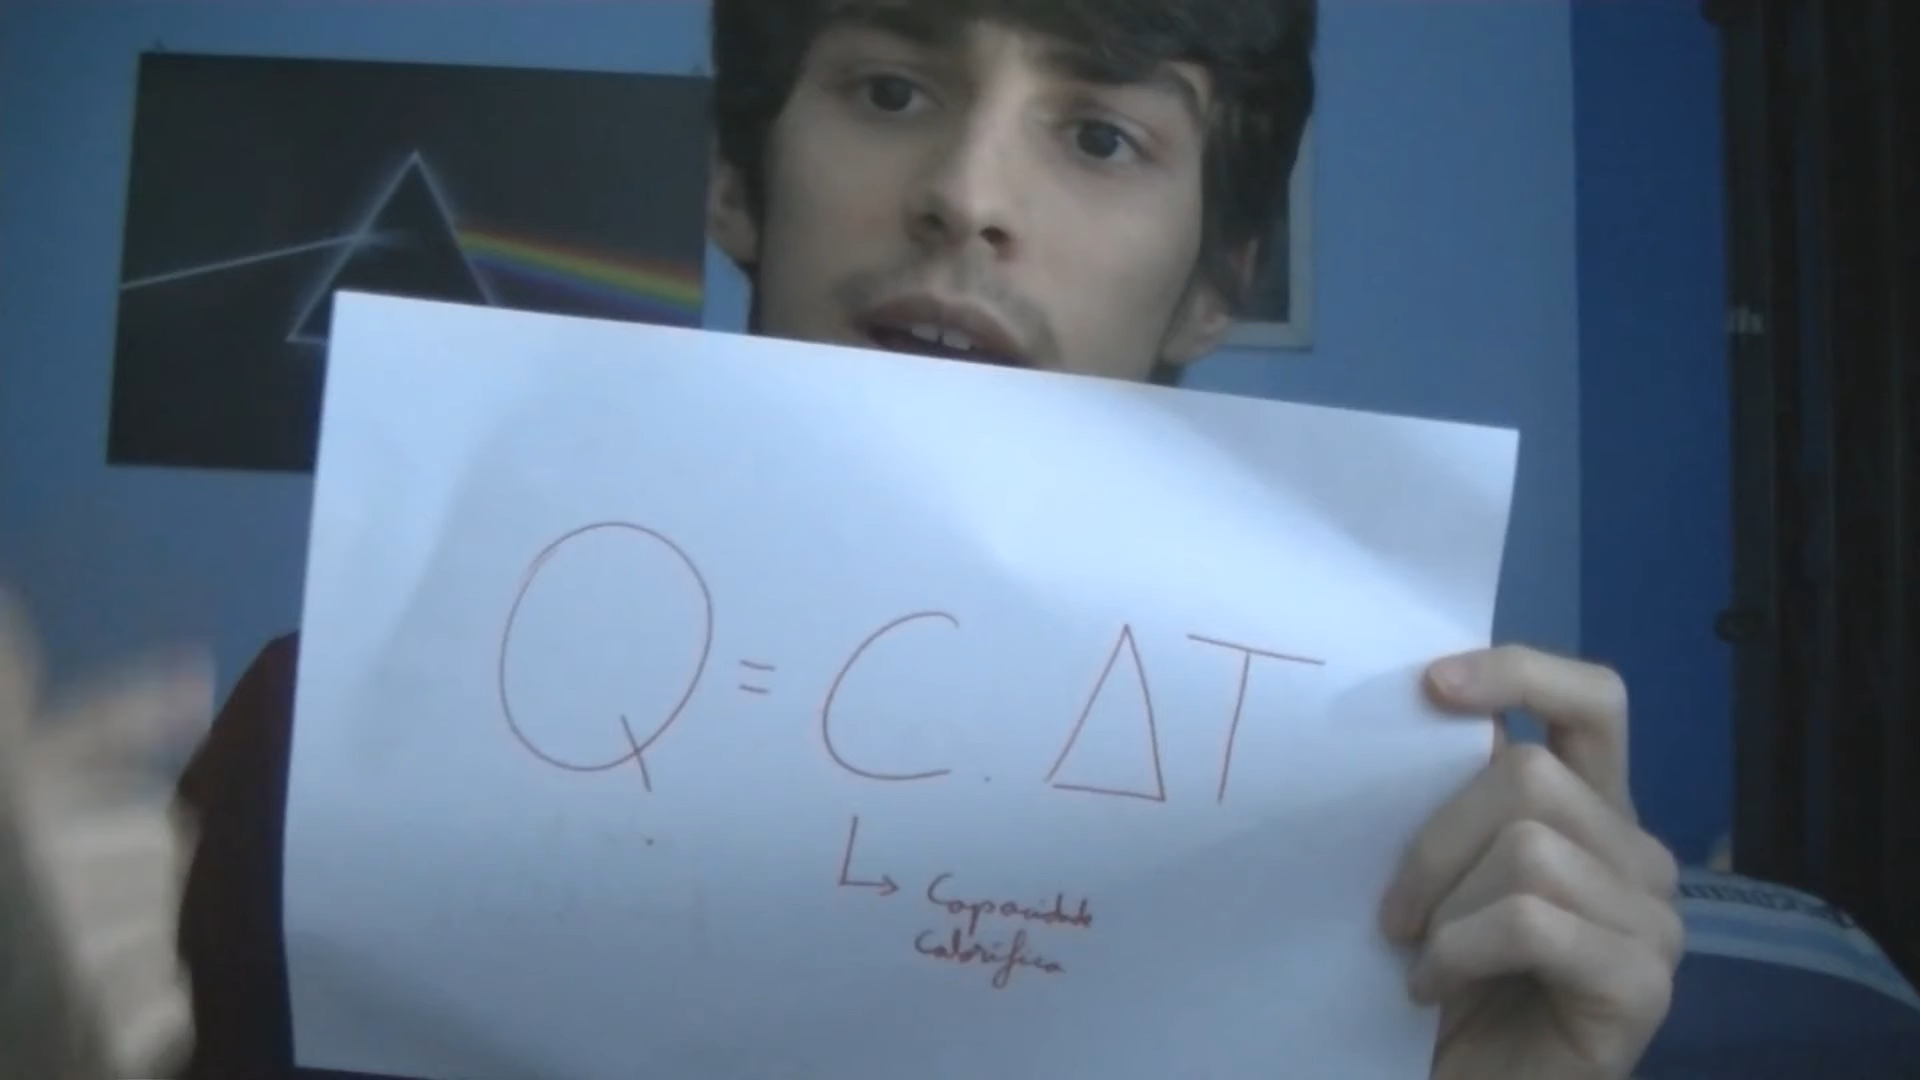 Q = C . ΔT
↳ Capacidade
Calorífica